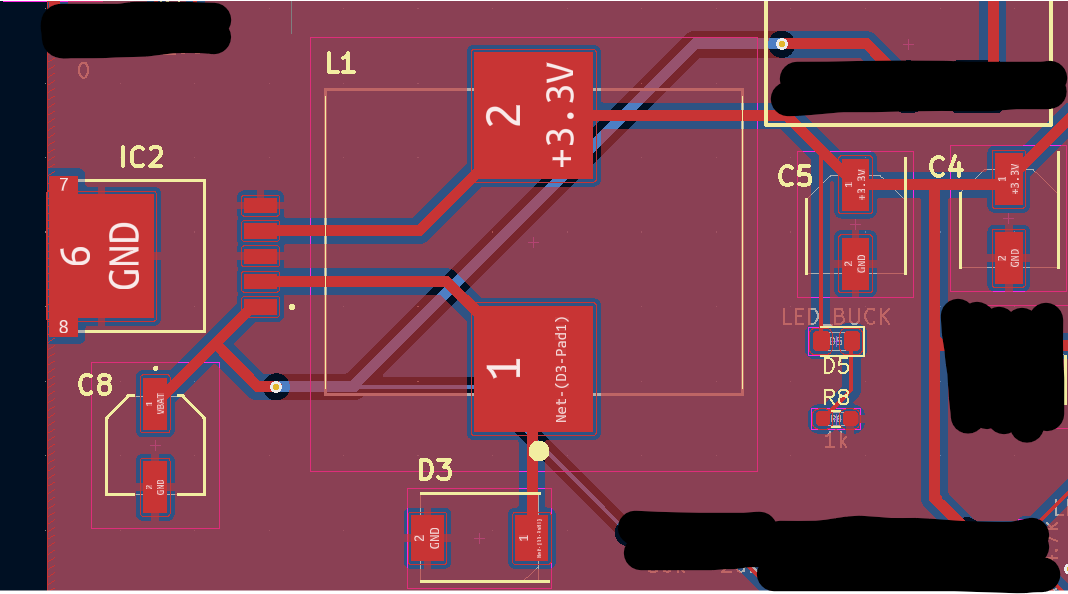 0
L1
2
+3.3V
IC2
7
6
GND
8
C5
1
+3.3V
2
GND
C4
1
+3.3V
2
GND
1
Net-(D3-Pad1)
LED_BUCK
D5
D5
R8
R8
1k
C8
1
VBAT
2
GND
D3
2
GND
1
Net-(D3-Pad1)